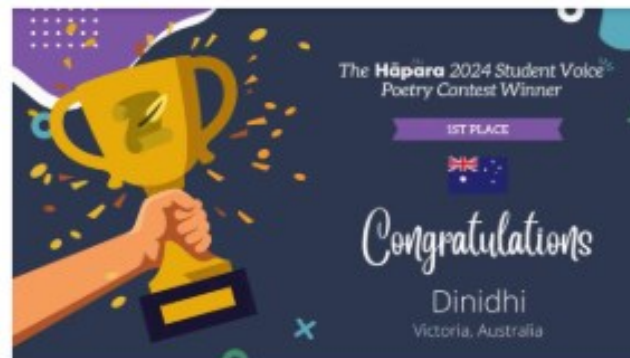 The Hāpara 2024 Student Voice
Poetry Contest Winner
1ST PLACE
Congratulations
Dinidhi
Victoria, Australia